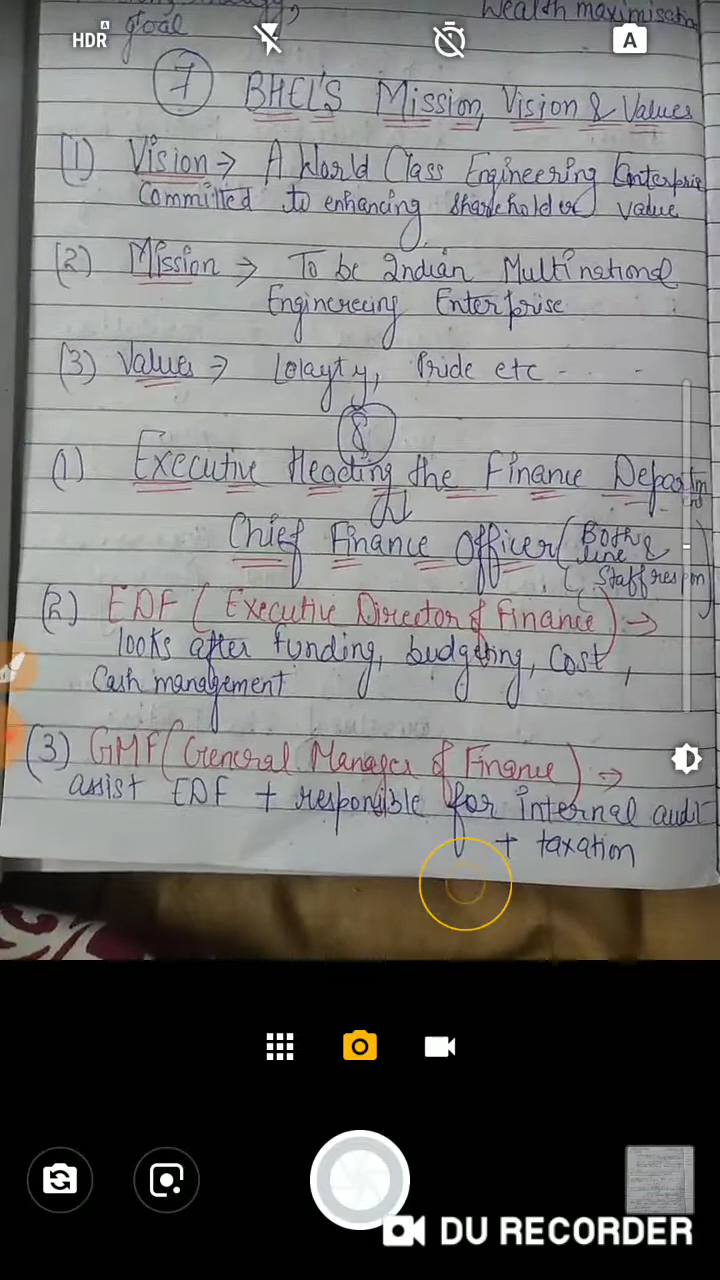 Wealth maximisation
goal
HDR
A
A
7 BHEL'S Mission, Vision & Values
(1) Vision → A World Class Engineering Enterprise
Committed to enhancing shareholder value
(2) Mission → To be Indian Multinational
Engincreeing Enterprise
(3) Values → Lolayty, Pride etc - - -
8
(1) Executive Heading the Finance Departm
Chief Finance Officer (Both
line &
Staff respon)
(2) EDF (Executive Director of Finance) →
looks after funding, budgeting, Cost,
Cash management
(3) GMF (General Manager of Finance) →
assist EDF + responsible for internal audit
+ taxation
DU RECORDER